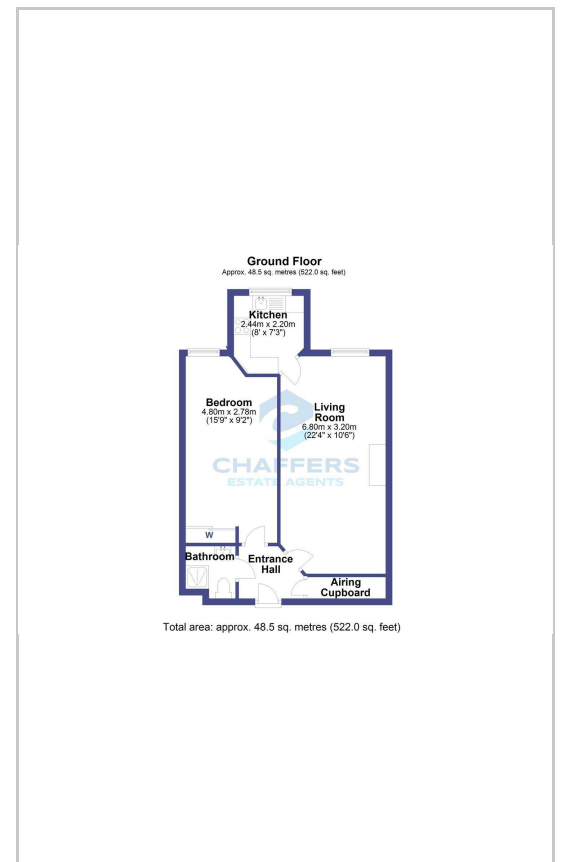 Ground Floor
Approx. 48.5 sq. metres (522.0 sq. feet)
Kitchen
2.44m x 2.20m
(8' x 7'3")
Bedroom
4.80m x 2.78m
(15'9" x 9'2")
Living
Room
6.80m x 3.20m
(22'4" x 10'6")
CHAFFERS
ESTATE AGENTS
W
Bathroom
Entrance
Hall
Airing
Cupboard
Total area: approx. 48.5 sq. metres (522.0 sq. feet)